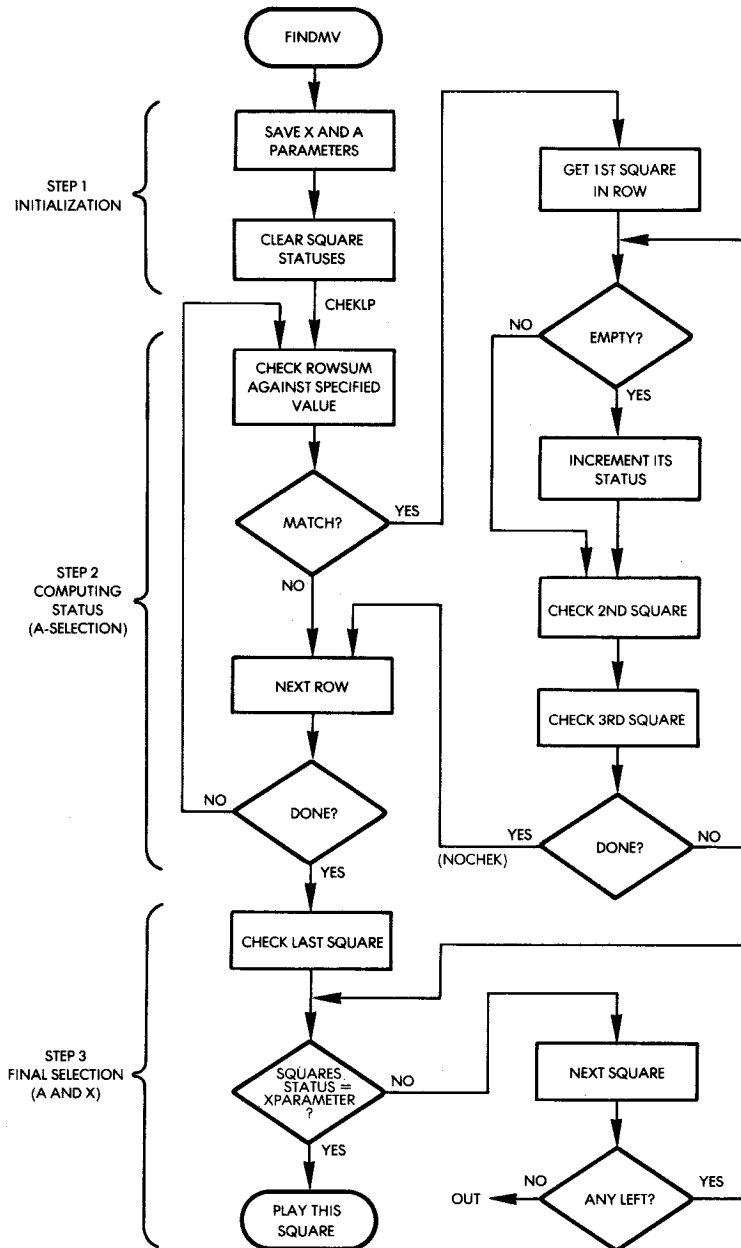 FINDMV
SAVE X AND A
PARAMETERS
STEP 1
INITIALIZATION
CLEAR SQUARE
STATUSES
CHEKLP
CHECK ROWSUM
AGAINST SPECIFIED
VALUE
MATCH?
YES
NO
STEP 2
COMPUTING
STATUS
(A-SELECTION)
NEXT ROW
NO
DONE?
YES
GET 1ST SQUARE
IN ROW
NO
EMPTY?
YES
INCREMENT ITS
STATUS
CHECK 2ND SQUARE
CHECK 3RD SQUARE
YES
(NOCHEK)
DONE?
NO
CHECK LAST SQUARE
STEP 3
FINAL SELECTION
(A AND X)
SQUARES
STATUS =
XPARAMETER
?
NO
YES
PLAY THIS
SQUARE
NEXT SQUARE
OUT
NO
ANY LEFT?
YES